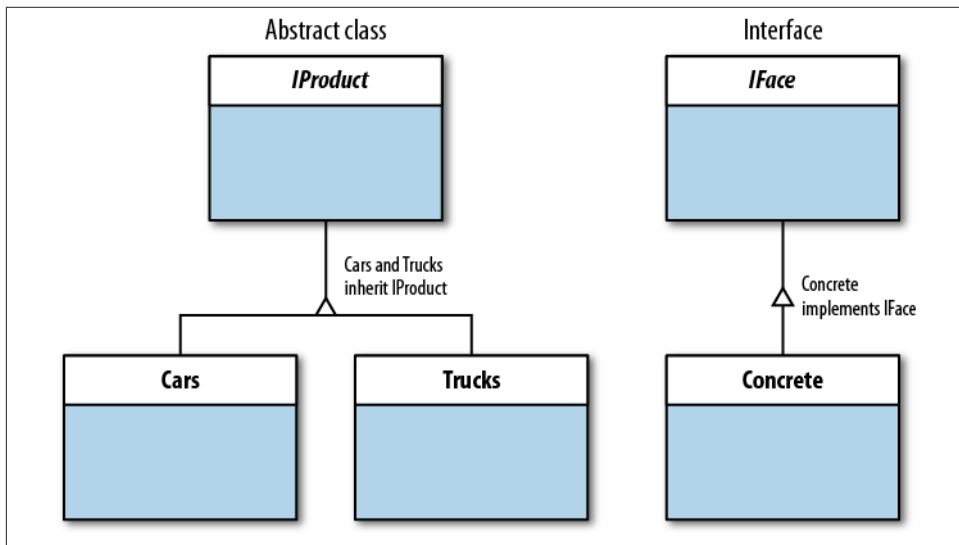 Abstract class
IProduct
Cars and Trucks
inherit IProduct
Cars
Trucks
Interface
IFace
Concrete
implements IFace
Concrete